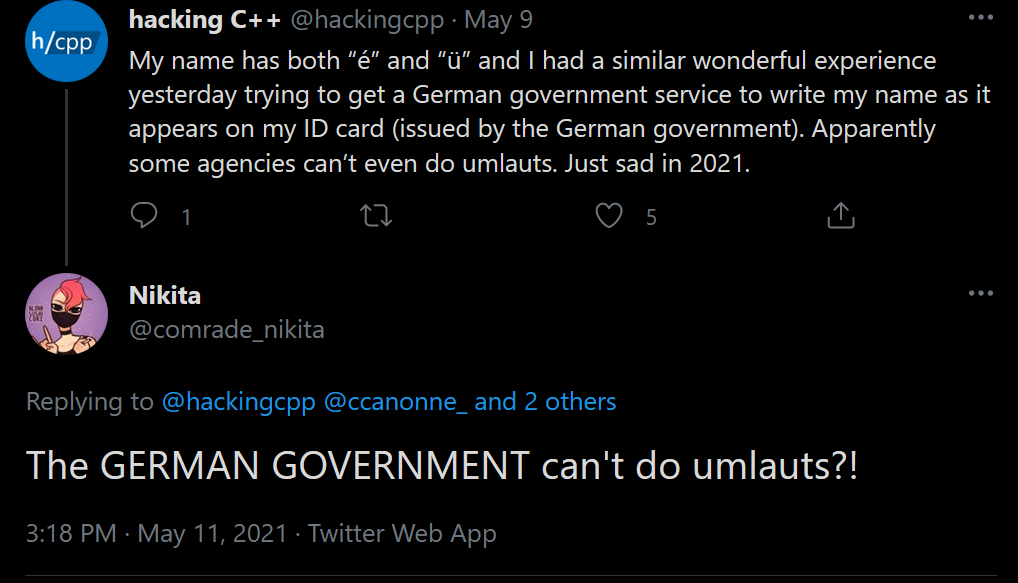 hacking C++ @hackingcpp · May 9
h/cpp
My name has both “é” and “ü” and I had a similar wonderful experience
yesterday trying to get a German government service to write my name as it
appears on my ID card (issued by the German government). Apparently
some agencies can’t even do umlauts. Just sad in 2021.
1 5
Nikita
@comrade_nikita
Replying to @hackingcpp @ccanonne_ and 2 others
The GERMAN GOVERNMENT can't do umlauts?!
3:18 PM · May 11, 2021 · Twitter Web App